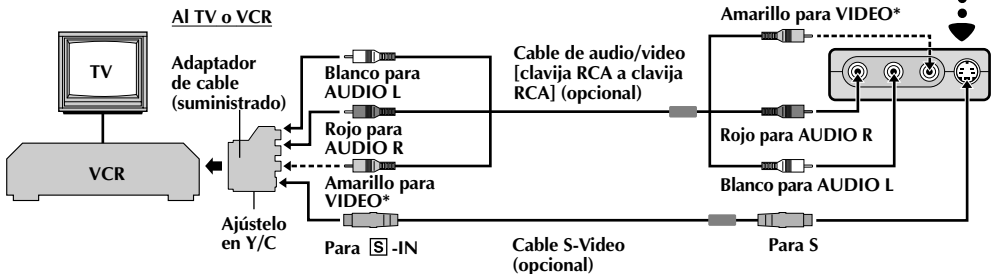 Al TV o VCR
TV
VCR
Adaptador
de cable
(suministrado)
Ajústelo
en Y/C
Blanco para
AUDIO L
Rojo para
AUDIO R
Amarillo para
VIDEO*
Para S -IN
Cable de audio/video
[clavija RCA a clavija
RCA] (opcional)
Cable S-Video
(opcional)
Amarillo para VIDEO*
Rojo para AUDIO R
Blanco para AUDIO L
Para S